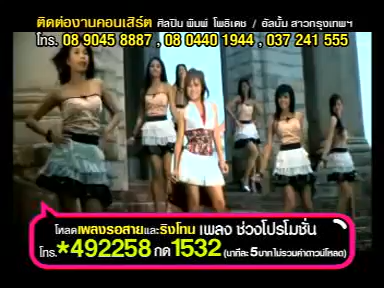 ติดต่องานคอนเสิร์ต ศิลปิน พิมพ์ โพธิเดช / อัลบั้ม สาวกรุงเทพฯ
โทร. 08 9045 8887 , 08 0440 1944 , 037 241 555
โหลดเพลงรอสายและริงโทน เพลง ช่วงโปรโมชั่น
โทร.*492258 กด 1532 (นาทีละ 5 บาท ไม่รวมค่าดาวน์โหลด)